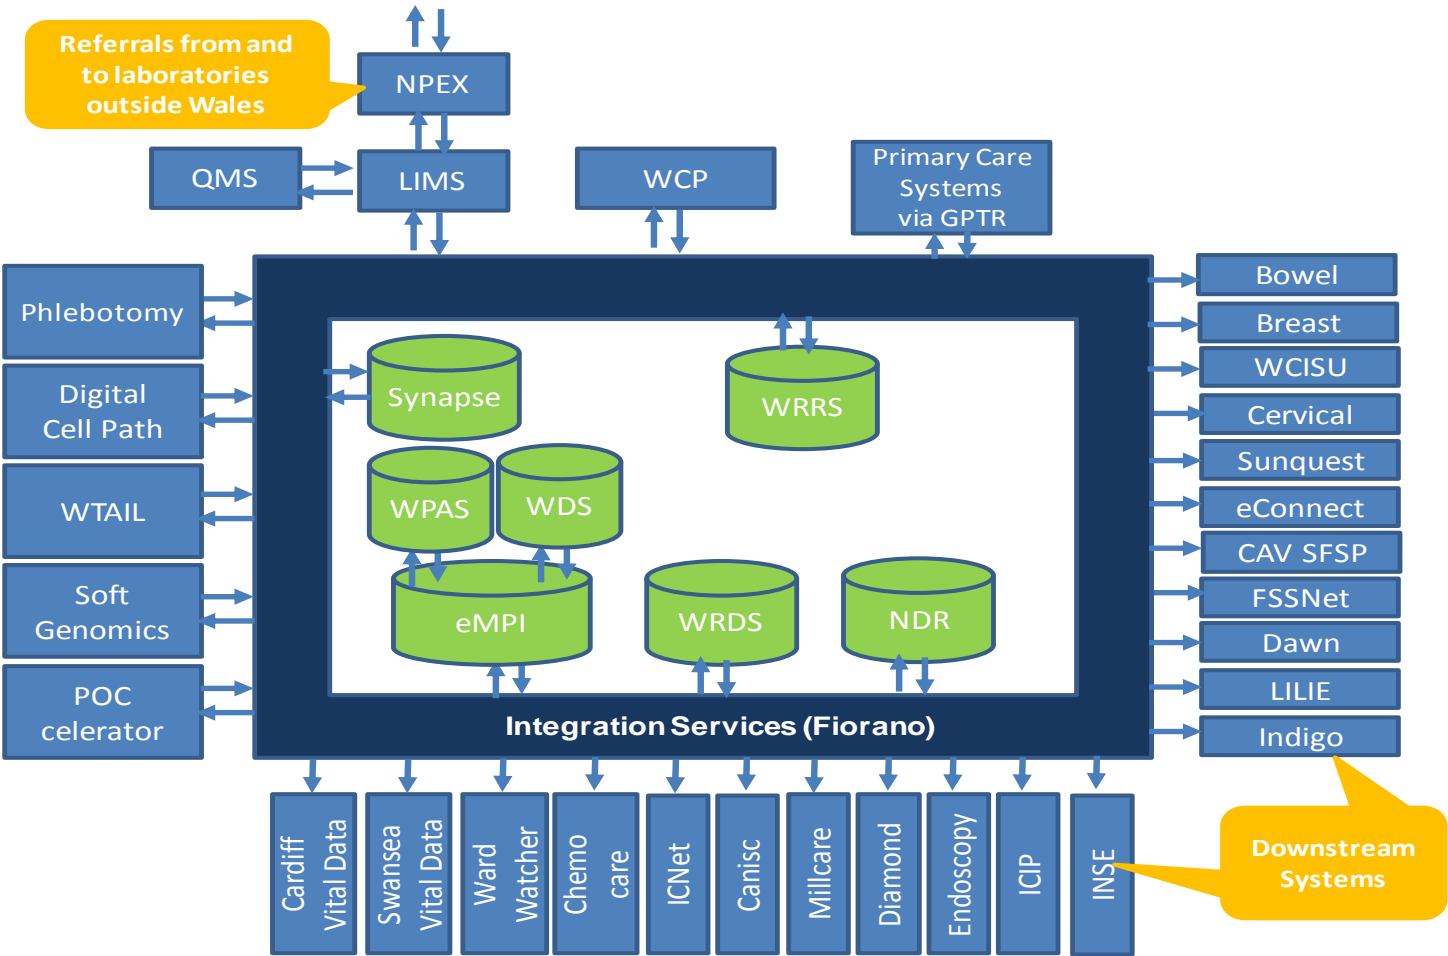 Referrals from and
to laboratories
outside Wales
NPEX
QMS
LIMS
WCP
Primary Care
Systems
via GPTR
Phlebotomy
Digital
Cell Path
WTAIL
Soft
Genomics
POC
celerator
Synapse
WRRS
WPAS
WDS
eMPI
WRDS
NDR
Integration Services (Fiorano)
Bowel
Breast
WCISU
Cervical
Sunquest
eConnect
CAV SFSP
FSSNet
Dawn
LILIE
Indigo
Cardiff
Vital Data
Swansea
Vital Data
Ward
Watcher
Chemo
care
ICNet
Canisc
Millcare
Diamond
Endoscopy
ICIP
INSE
Downstream
Systems